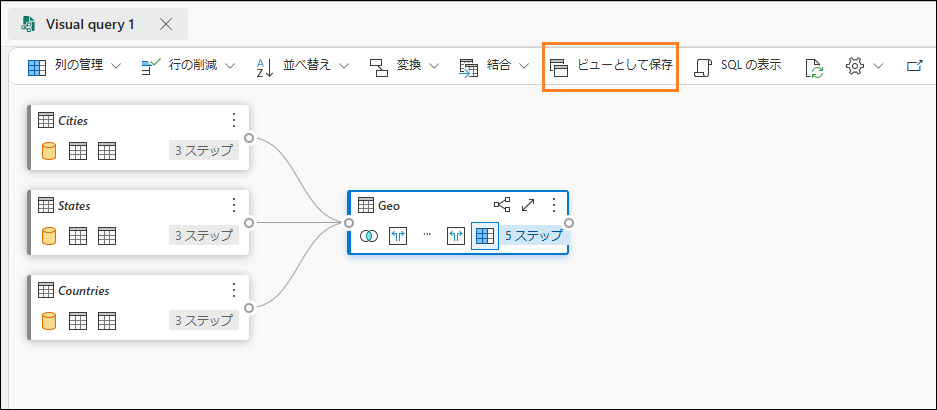 Visual query 1
列の管理 行の削減 並べ替え 変換 結合 ビューとして保存 SQL の表示
Cities
3 ステップ
States
3 ステップ
Countries
3 ステップ
Geo
5 ステップ